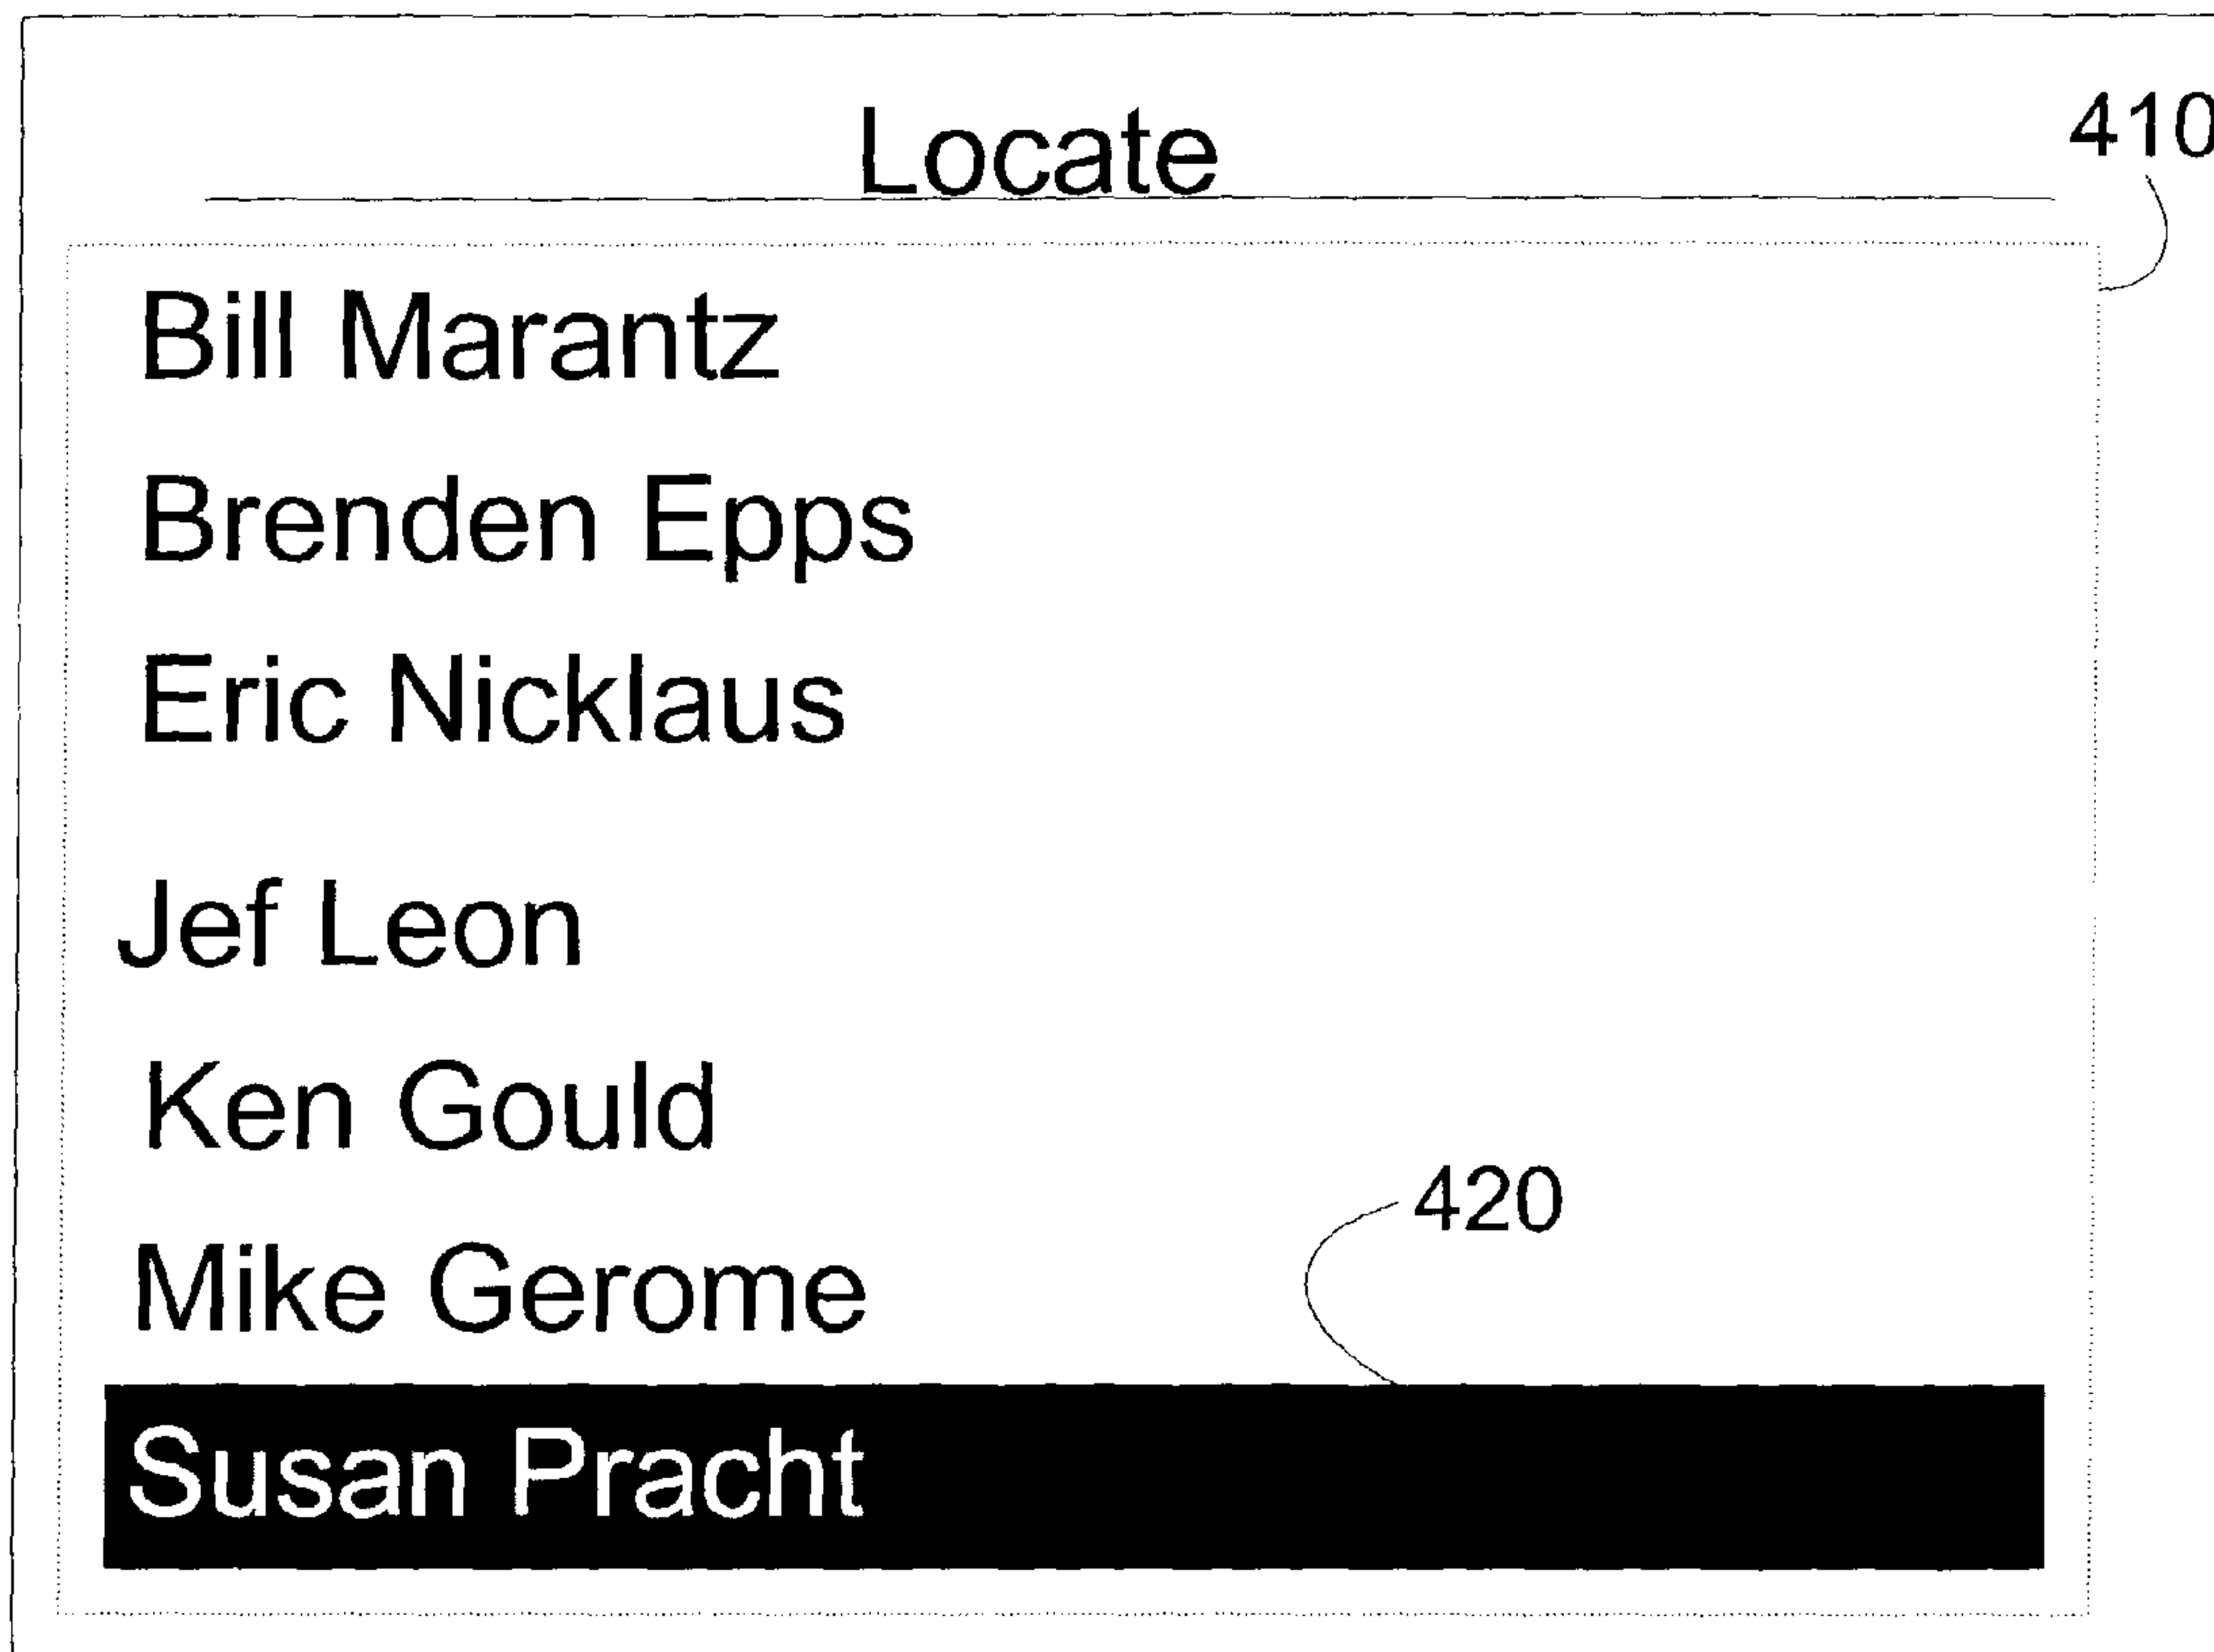 Locate
410
Bill Marantz
Brenden Epps
Eric Nicklaus
Jef Leon
Ken Gould
420
Mike Gerome
Susan Pracht